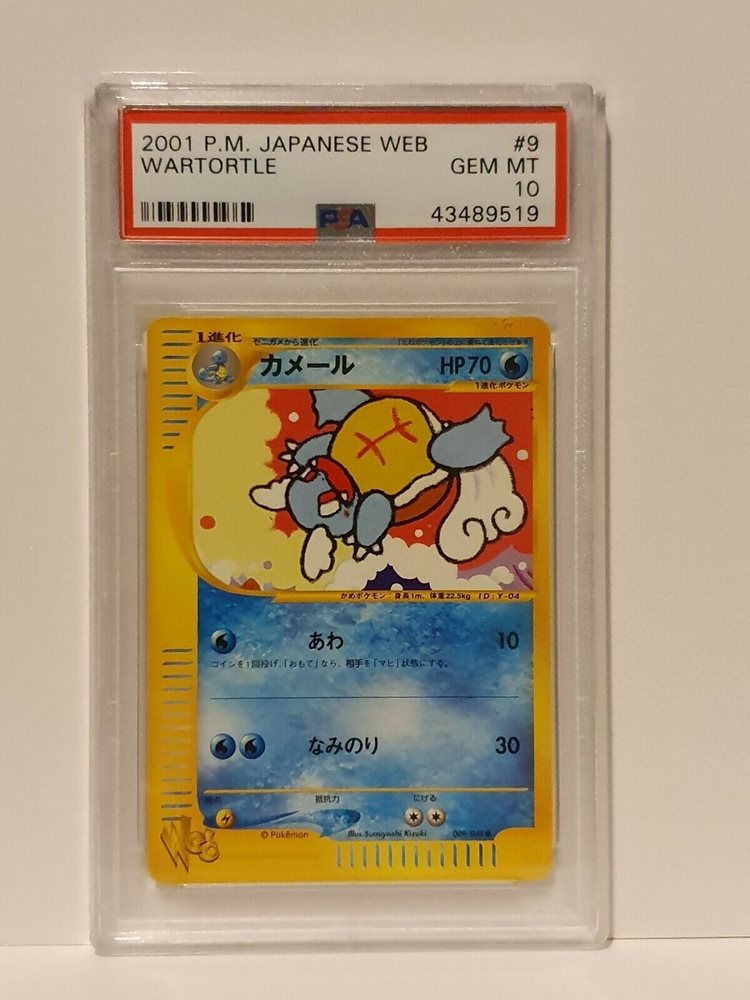 2001 P.M. JAPANESE WEB #9
WARTORTLE GEM MT
10
PSA 43489519
1進化
ゼニガメから進化
カメール HP70
1進化ポケモン
かめポケモン：身長1m、体重22.5kg ID:Y-04
あわ 10
コインを1回投げ、「おもて」なら、相手を「マヒ」状態にする。
なみのり 30
弱点 抵抗力 にげる
Web
© Pokémon Illus. Sumiyoshi Kizuki 009/048